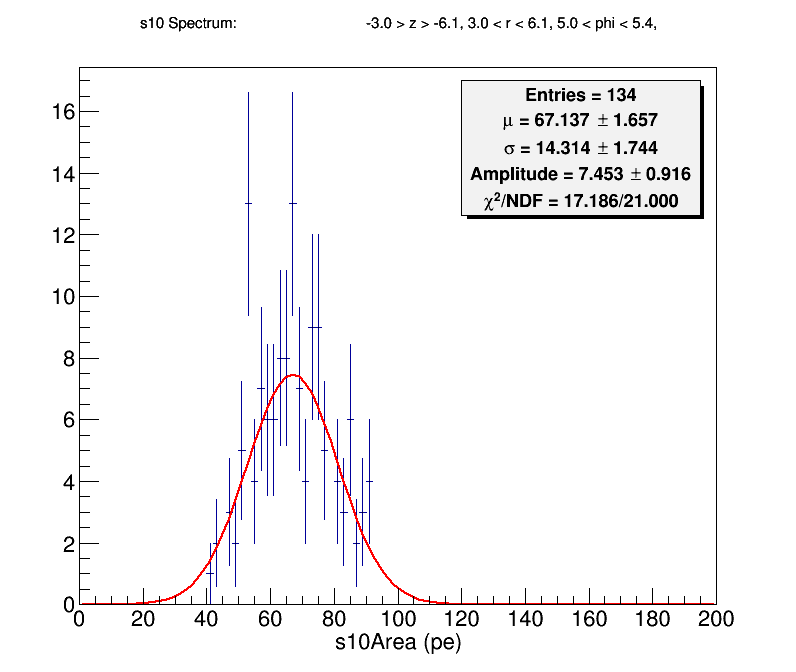 s10 Spectrum: -3.0 > z > -6.1, 3.0 < r < 6.1, 5.0 < phi < 5.4,
Entries = 134
μ = 67.137 ± 1.657
σ = 14.314 ± 1.744
Amplitude = 7.453 ± 0.916
χ²/NDF = 17.186/21.000
16
14
12
10
8
6
4
2
0
0 20 40 60 80 100 120 140 160 180 200
s10Area (pe)